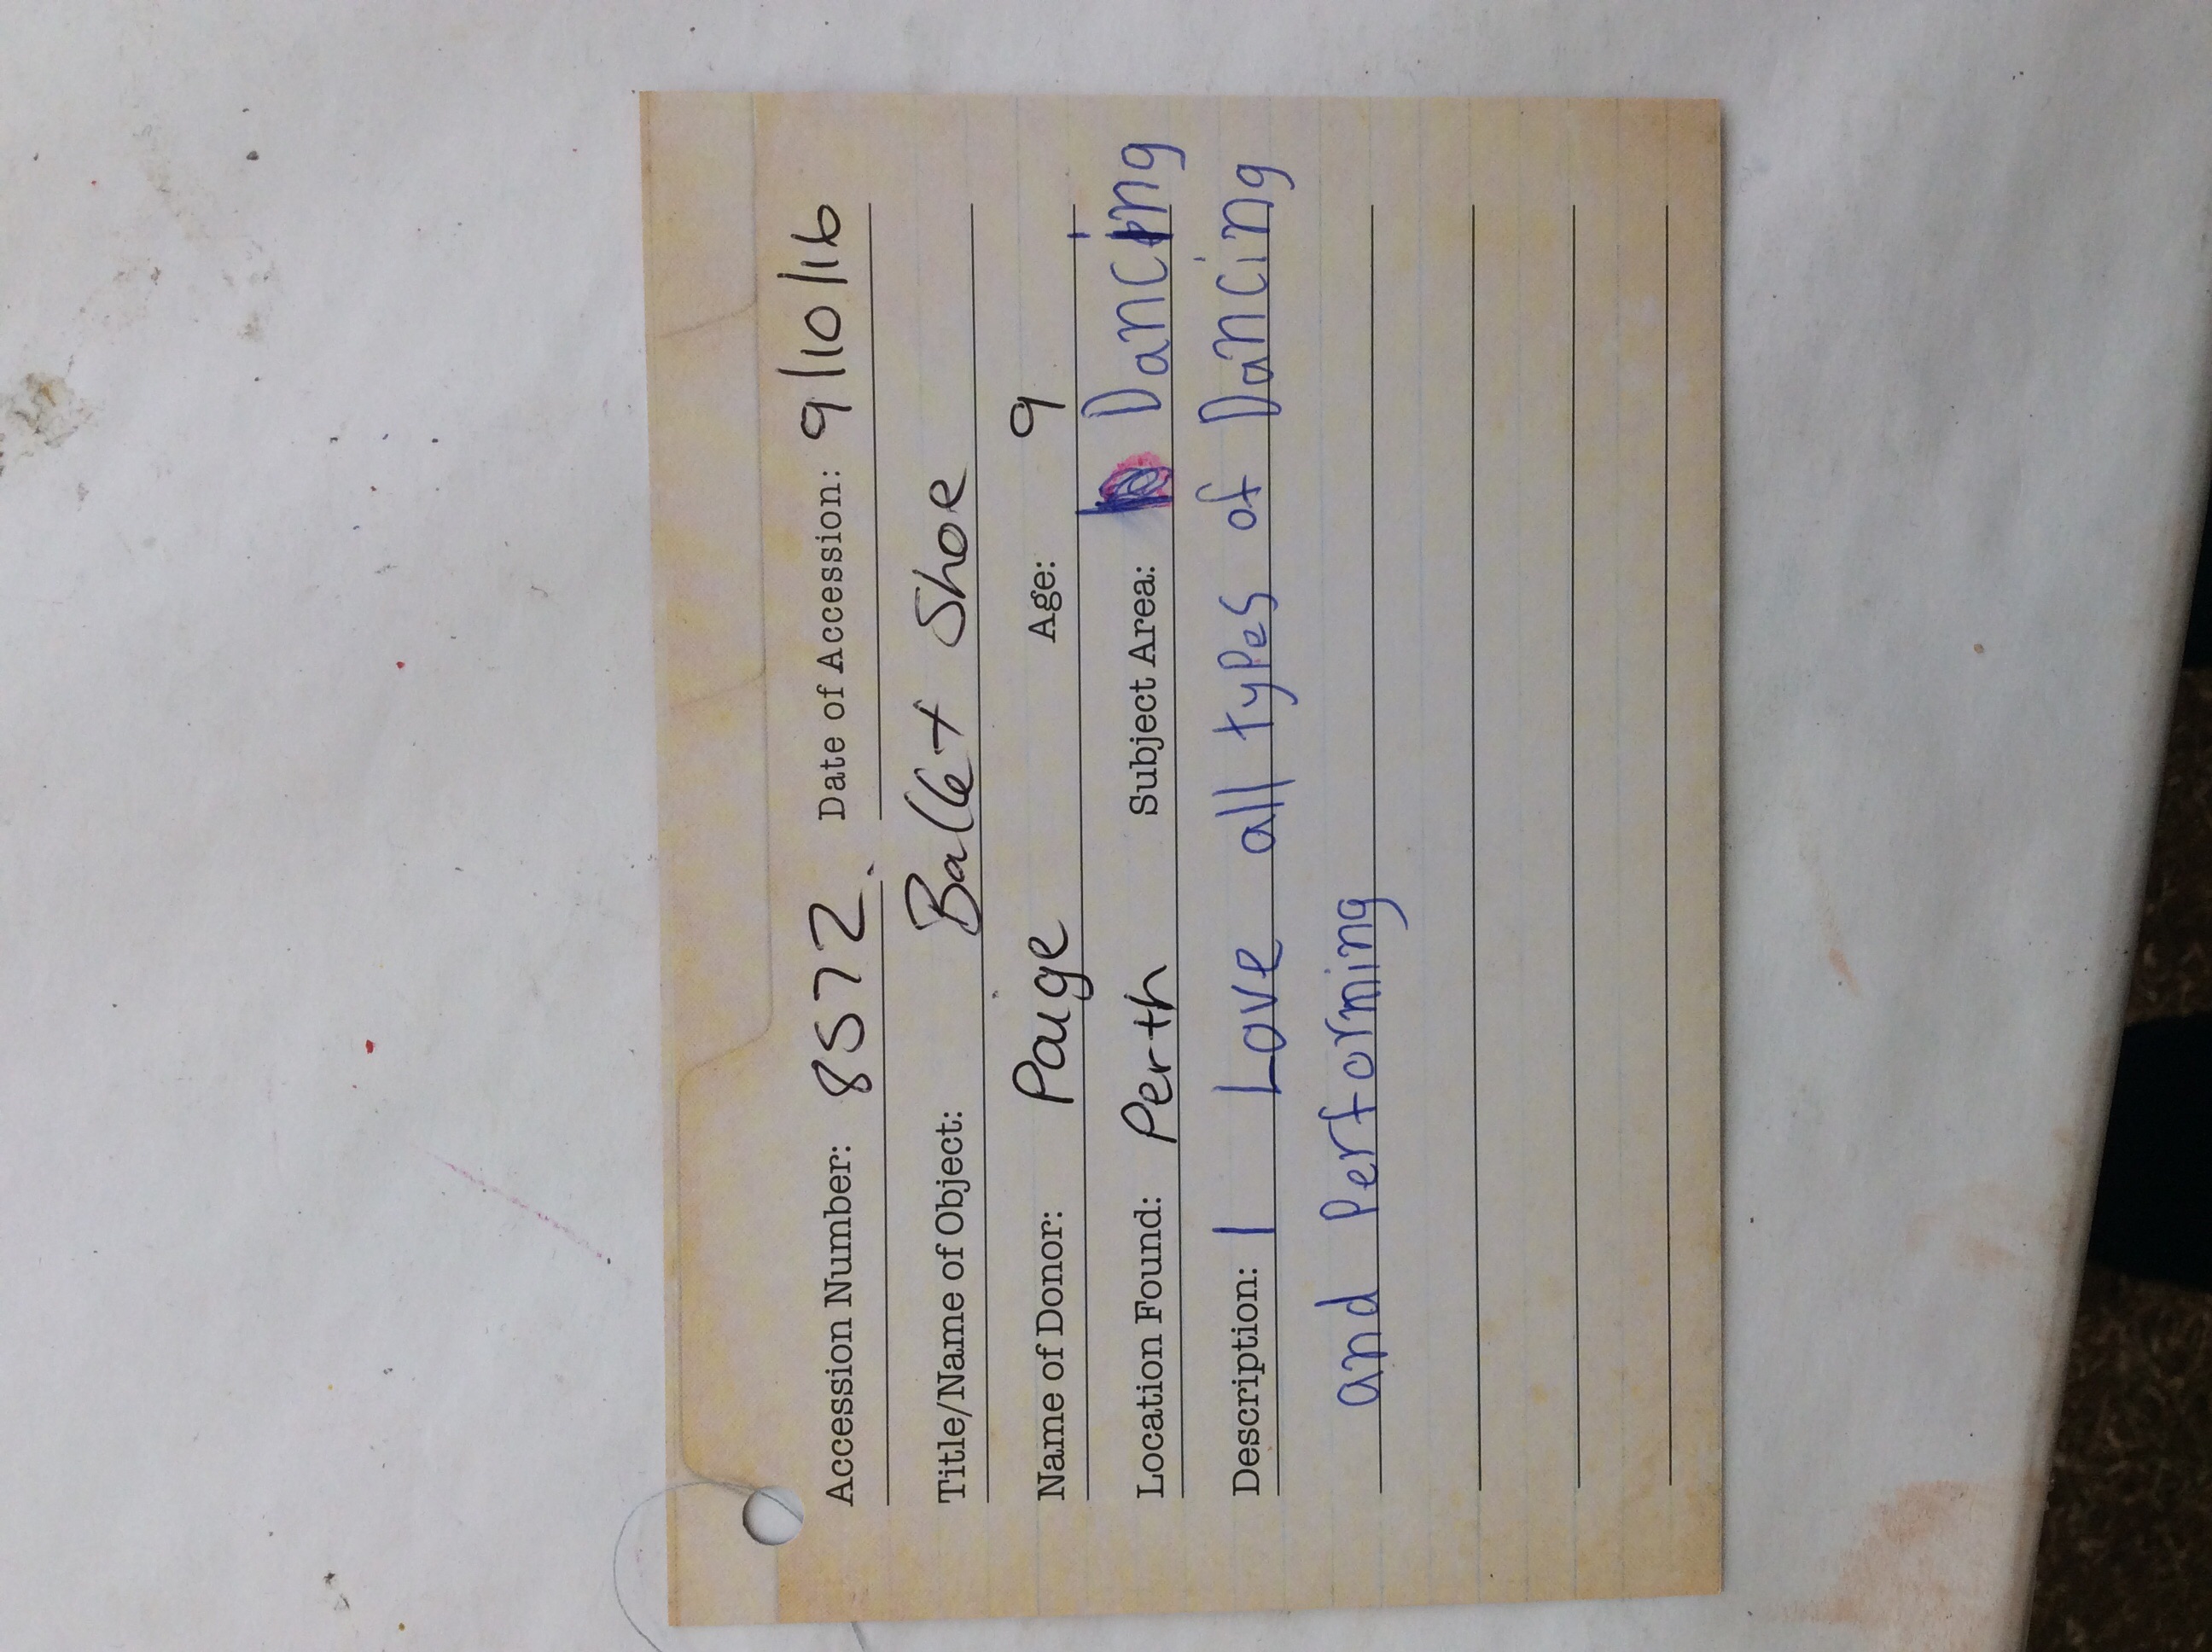 Accession Number: 8572. Date of Accession: 9/10/16
Title/Name of Object: Ballet Shoe
Name of Donor: Paige Age: 9
Location Found: Perth Subject Area: Dancing
Description: I Love all types of Dancing
and Performing